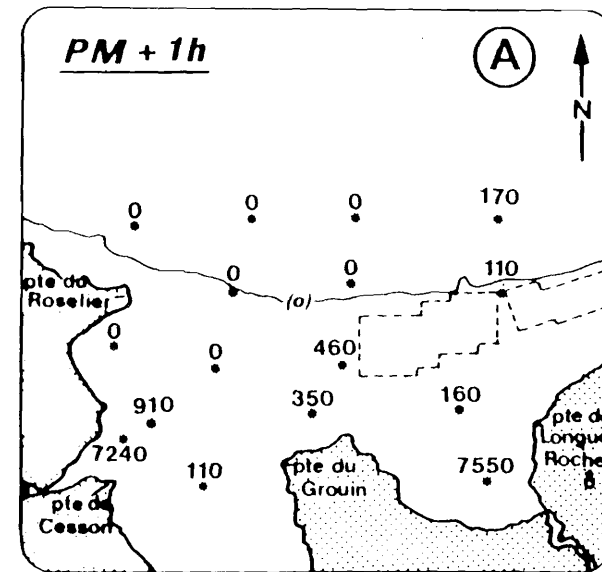 PM + 1h
A
N
0
0
0
170
0
0
110
pte du
Roselier
(a)
0
0
460
910
350
160
7240
110
7550
pte du
Grouin
pte de
Cesson
pte de
Longue
Roche